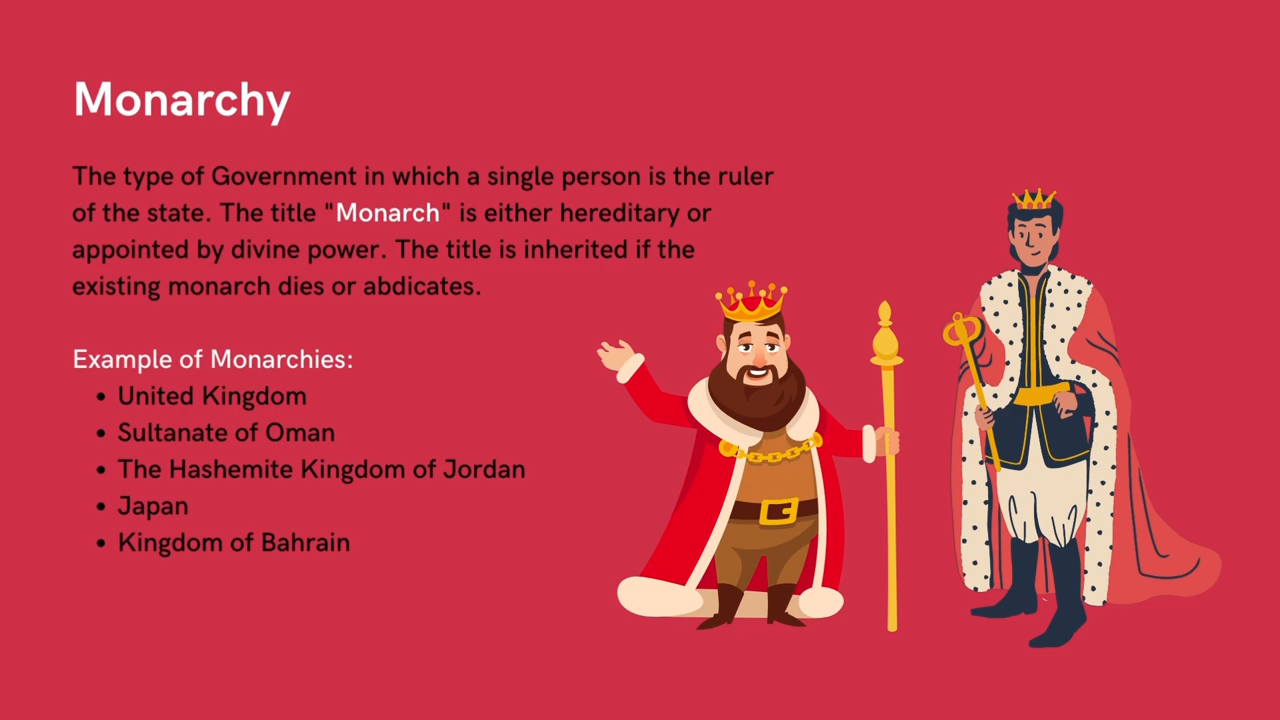 Monarchy
The type of Government in which a single person is the ruler
of the state. The title "Monarch" is either hereditary or
appointed by divine power. The title is inherited if the
existing monarch dies or abdicates.
Example of Monarchies:
• United Kingdom
• Sultanate of Oman
• The Hashemite Kingdom of Jordan
• Japan
• Kingdom of Bahrain